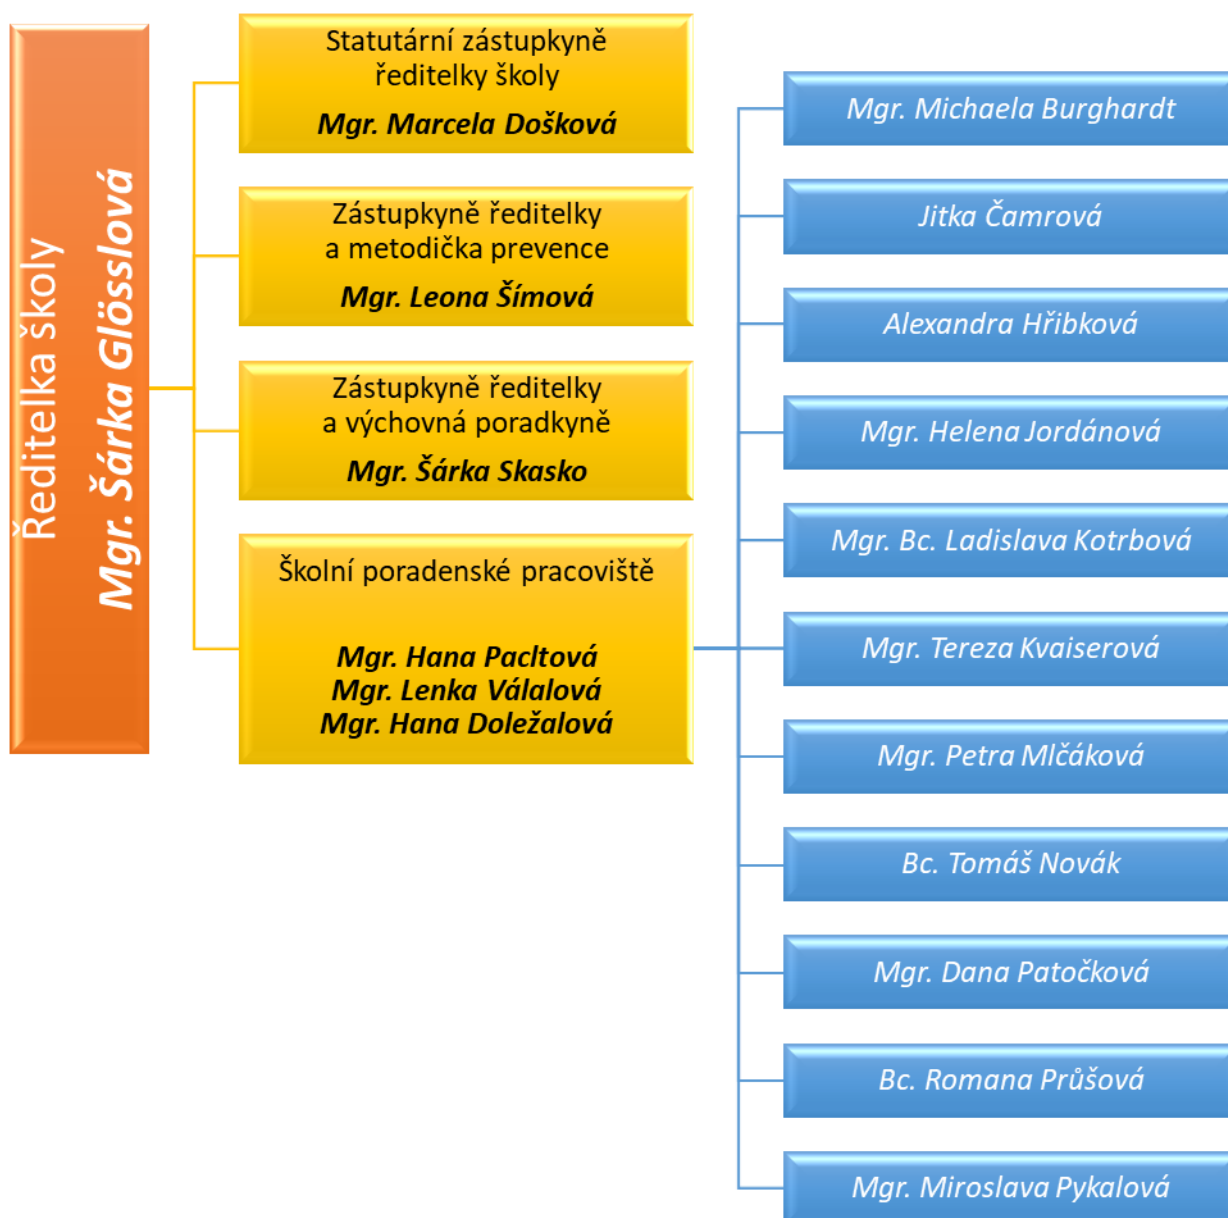 Ředitelka školy
Mgr. Šárka Glösslová
Statutární zástupkyně
ředitelky školy
Mgr. Marcela Došková
Zástupkyně ředitelky
a metodička prevence
Mgr. Leona Šímová
Zástupkyně ředitelky
a výchovná poradkyně
Mgr. Šárka Skasko
Školní poradenské pracoviště
Mgr. Hana Pacltová
Mgr. Lenka Válalová
Mgr. Hana Doležalová
Mgr. Michaela Burghardt
Jitka Čamrová
Alexandra Hřibková
Mgr. Helena Jordánová
Mgr. Bc. Ladislava Kotrbová
Mgr. Tereza Kvaiserová
Mgr. Petra Mlčáková
Bc. Tomáš Novák
Mgr. Dana Patočková
Bc. Romana Průšová
Mgr. Miroslava Pykalová